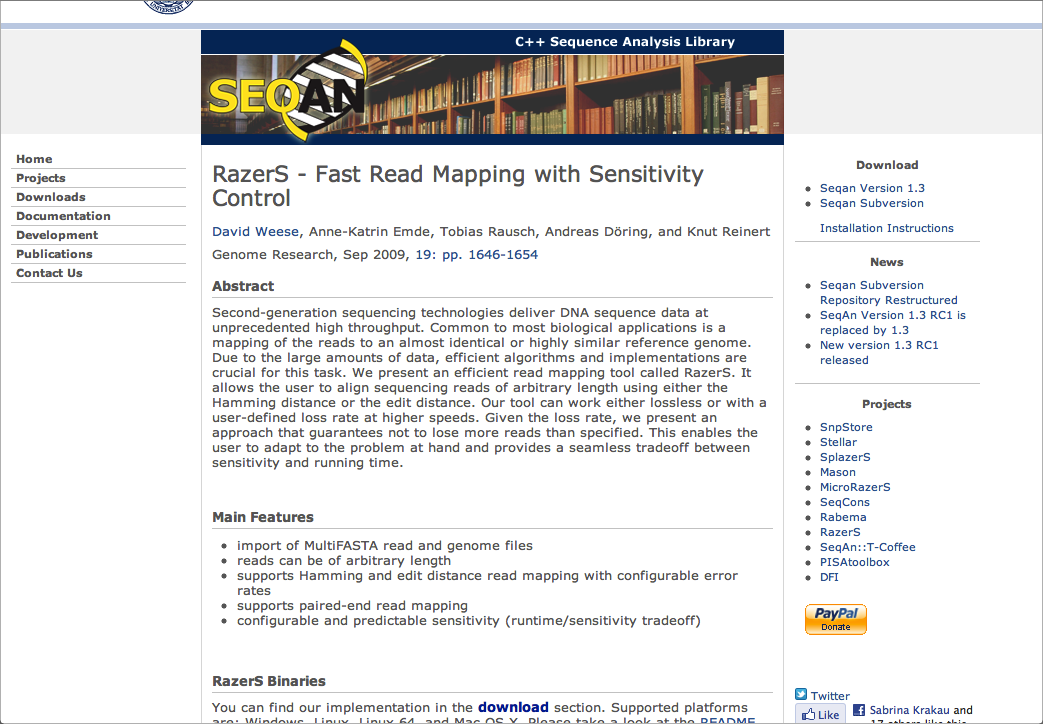 C++ Sequence Analysis Library
SEQAN
Home
Projects
Downloads
Documentation
Development
Publications
Contact Us
RazerS - Fast Read Mapping with Sensitivity
Control
David Weese, Anne-Katrin Emde, Tobias Rausch, Andreas Döring, and Knut Reinert
Genome Research, Sep 2009, 19: pp. 1646-1654
Abstract
Second-generation sequencing technologies deliver DNA sequence data at
unprecedented high throughput. Common to most biological applications is a
mapping of the reads to an almost identical or highly similar reference genome.
Due to the large amounts of data, efficient algorithms and implementations are
crucial for this task. We present an efficient read mapping tool called RazerS. It
allows the user to align sequencing reads of arbitrary length using either the
Hamming distance or the edit distance. Our tool can work either lossless or with a
user-defined loss rate at higher speeds. Given the loss rate, we present an
approach that guarantees not to lose more reads than specified. This enables the
user to adapt to the problem at hand and provides a seamless tradeoff between
sensitivity and running time.
Main Features
import of MultiFASTA read and genome files
reads can be of arbitrary length
supports Hamming and edit distance read mapping with configurable error
rates
supports paired-end read mapping
configurable and predictable sensitivity (runtime/sensitivity tradeoff)
RazerS Binaries
You can find our implementation in the download section. Supported platforms
are: Windows, Linux, Linux 64, and Mac OS X. Please take a look at the README
Download
Seqan Version 1.3
Seqan Subversion
Installation Instructions
News
Seqan Subversion
Repository Restructured
SeqAn Version 1.3 RC1 is
replaced by 1.3
New version 1.3 RC1
released
Projects
SnpStore
Stellar
SplazerS
Mason
MicroRazerS
SeqCons
Rabema
RazerS
SeqAn::T-Coffee
PISAtoolbox
DFI
PayPal
Donate
Twitter
Like
Sabrina Krakau and
17 others like this